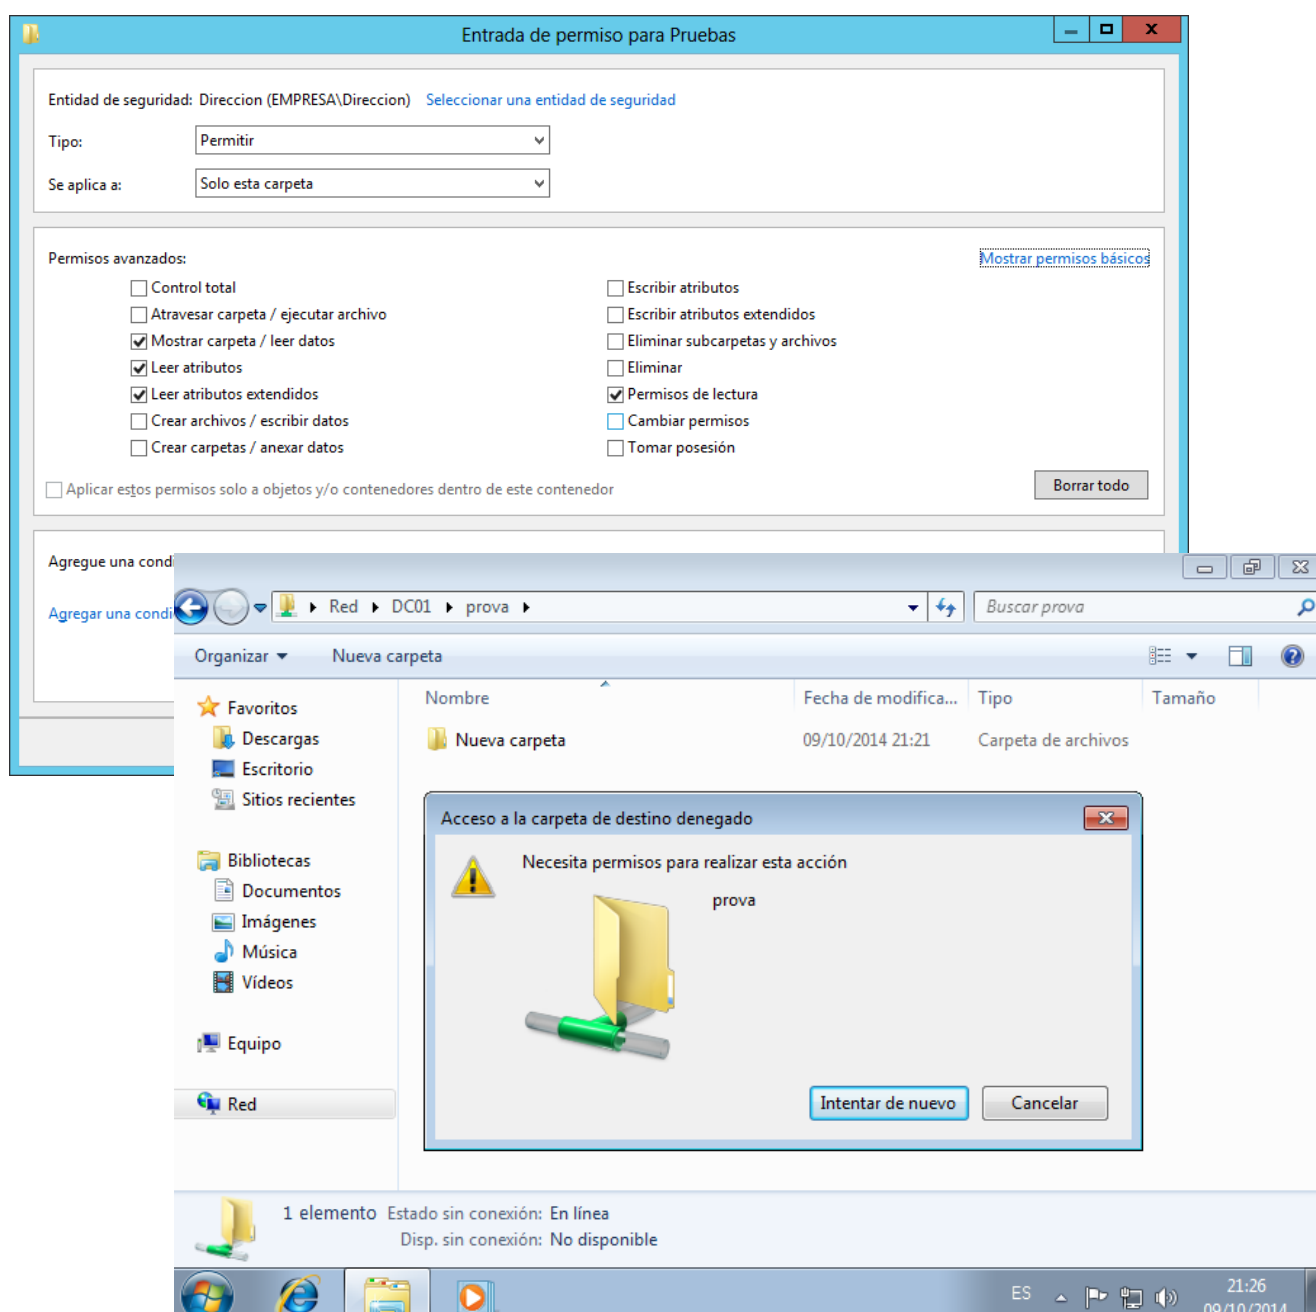 Entrada de permiso para Pruebas
Entidad de seguridad: Direccion (EMPRESA\Direccion) Seleccionar una entidad de seguridad
Tipo: Permitir
Se aplica a: Solo esta carpeta
Permisos avanzados: Mostrar permisos básicos
Control total Escribir atributos
Atravesar carpeta / ejecutar archivo Escribir atributos extendidos
Mostrar carpeta / leer datos Eliminar subcarpetas y archivos
Leer atributos Eliminar
Leer atributos extendidos Permisos de lectura
Crear archivos / escribir datos Cambiar permisos
Crear carpetas / anexar datos Tomar posesión
Aplicar estos permisos solo a objetos y/o contenedores dentro de este contenedor Borrar todo
Agregue una condi
Agregar una condi
Red DC01 prova Buscar prova
Organizar Nueva carpeta
Nombre Fecha de modifica... Tipo Tamaño
Favoritos
Descargas
Nueva carpeta 09/10/2014 21:21 Carpeta de archivos
Escritorio
Sitios recientes
Bibliotecas
Documentos
Imágenes
Música
Vídeos
Equipo
Red
Acceso a la carpeta de destino denegado
Necesita permisos para realizar esta acción
prova
Intentar de nuevo Cancelar
1 elemento Estado sin conexión: En línea
Disp. sin conexión: No disponible
ES 21:26
09/10/2014